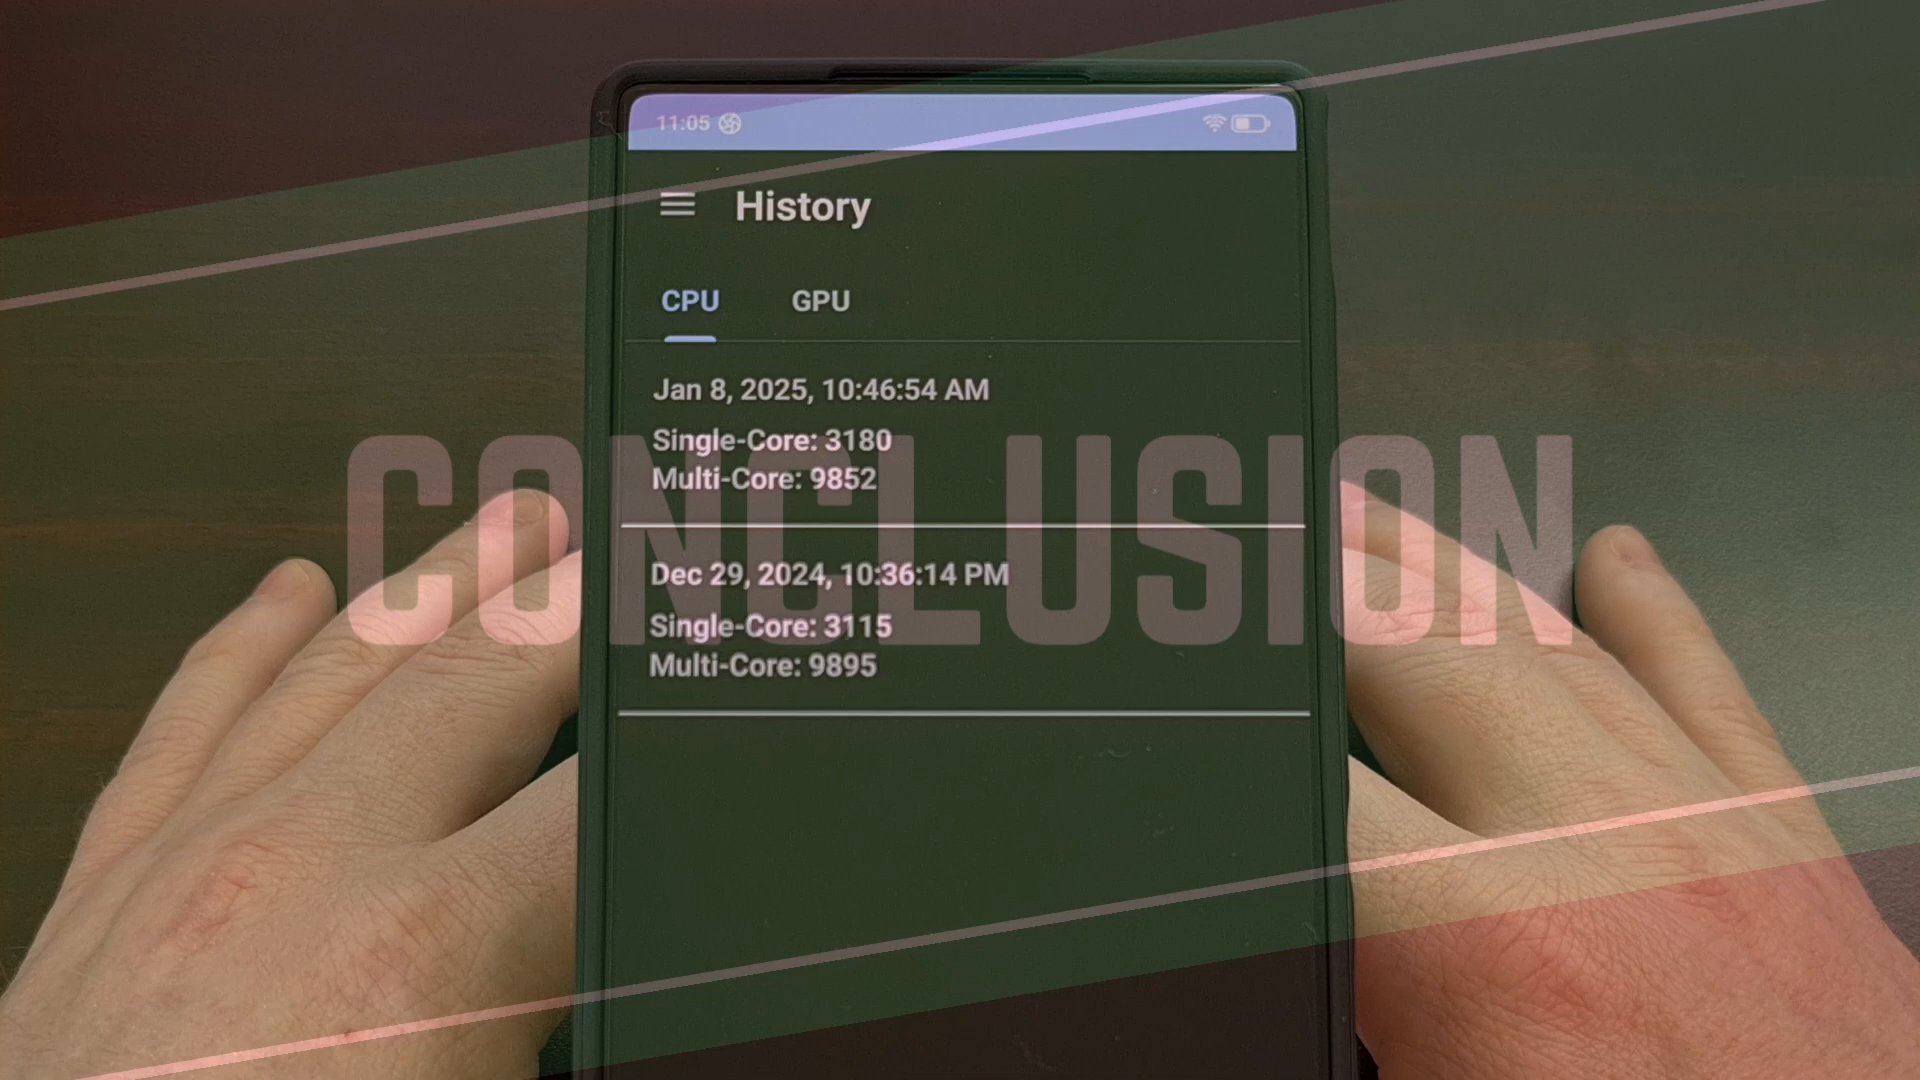 11:05
History
CPU GPU
Jan 8, 2025, 10:46:54 AM
Single-Core: 3180
Multi-Core: 9852
CONCLUSION
Dec 29, 2024, 10:36:14 PM
Single-Core: 3115
Multi-Core: 9895